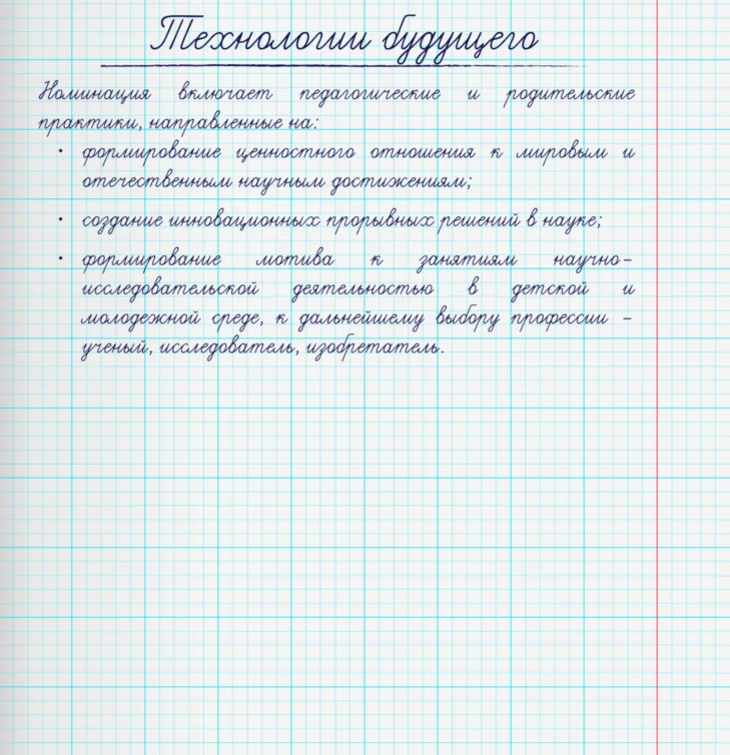 Технологии будущего
Номинация включает педагогические и родительские
практики, направленные на:
• формирование ценностного отношения к мировым и
отечественным научным достижениям;
• создание инновационных прорывных решений в науке;
• формирование мотива к занятиям научно-
исследовательской деятельностью в детской и
молодежной среде, к дальнейшему выбору профессии –
ученый, исследователь, изобретатель.